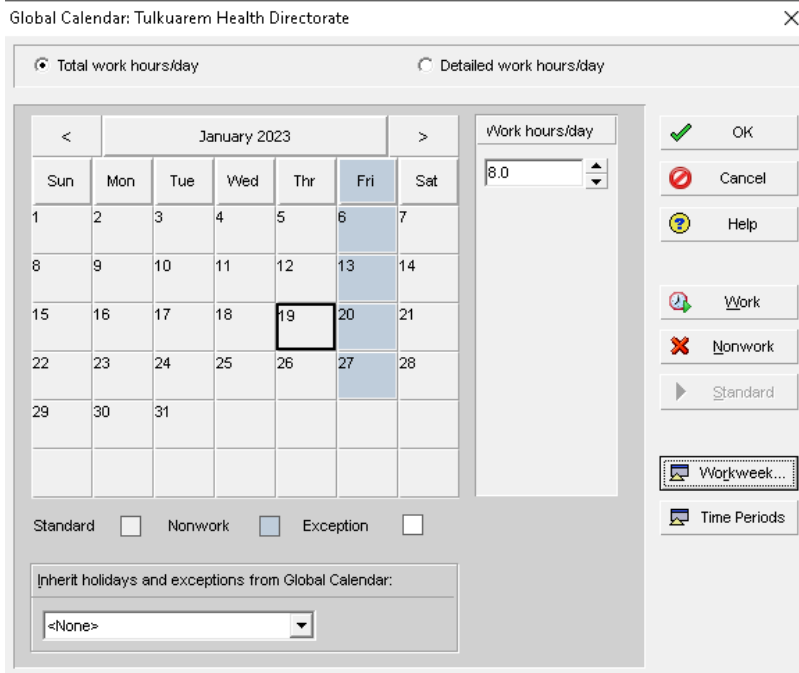 Global Calendar: Tulkuarem Health Directorate
Total work hours/day
Detailed work hours/day
< January 2023 >
Sun Mon Tue Wed Thr Fri Sat
1 2 3 4 5 6 7
8 9 10 11 12 13 14
15 16 17 18 19 20 21
22 23 24 25 26 27 28
29 30 31
Work hours/day
8.0
OK
Cancel
Help
Work
Nonwork
Standard
Workweek...
Time Periods
Standard Nonwork Exception
Inherit holidays and exceptions from Global Calendar:
<None>